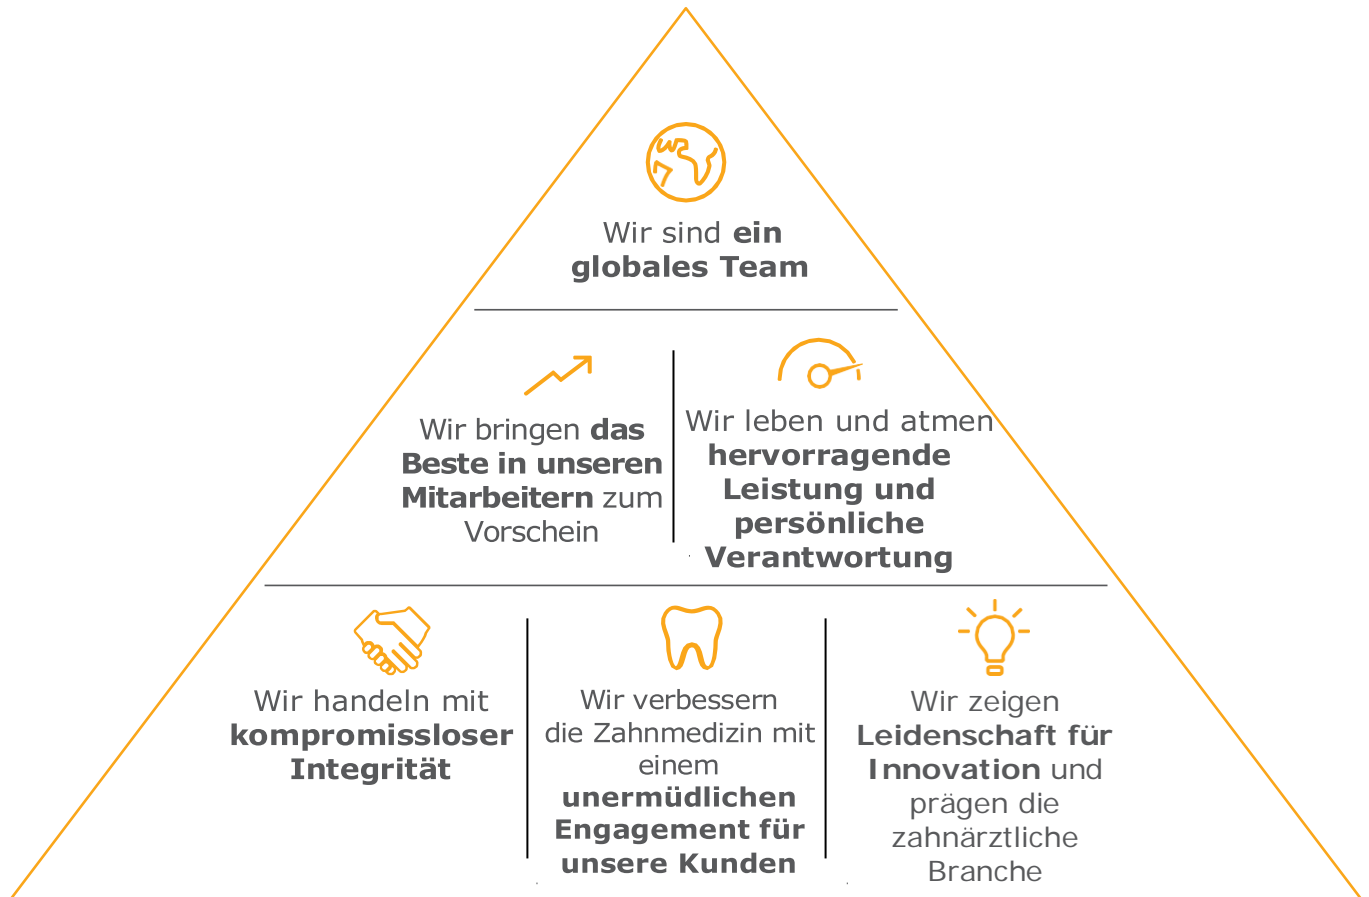 Wir sind ein
globales Team
Wir bringen das
Beste in unseren
Mitarbeitern zum
Vorschein
Wir leben und atmen
hervorragende
Leistung und
persönliche
Verantwortung
Wir handeln mit
kompromissloser
Integrität
Wir verbessern
die Zahnmedizin mit
einem
unermüdlichen
Engagement für
unsere Kunden
Wir zeigen
Leidenschaft für
Innovation und
prägen die
zahnärztliche
Branche